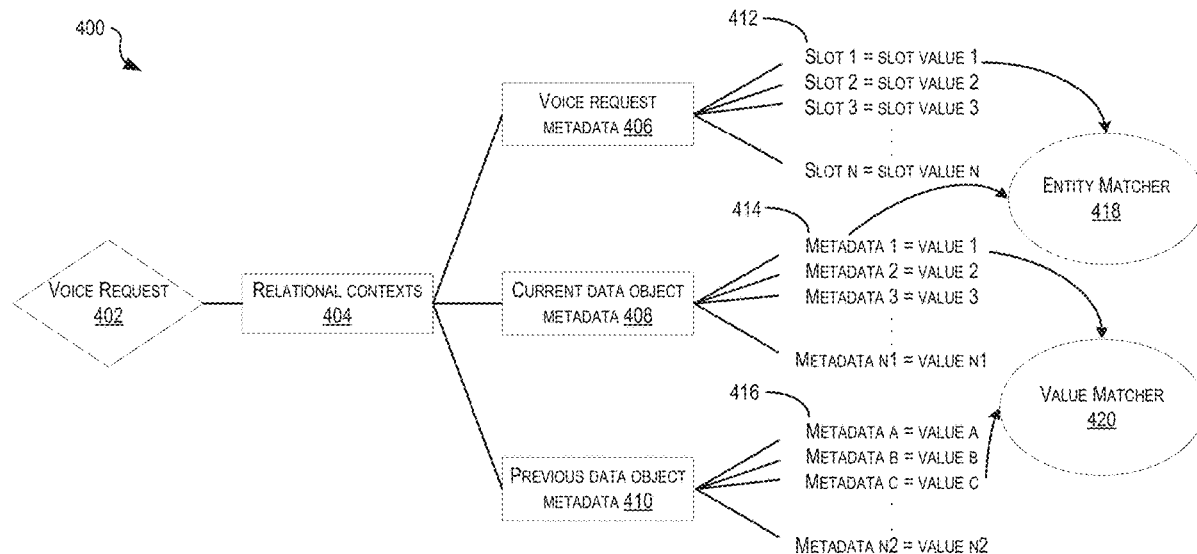 400
412
SLOT 1 = SLOT VALUE 1
SLOT 2 = SLOT VALUE 2
SLOT 3 = SLOT VALUE 3
SLOT N = SLOT VALUE N
VOICE REQUEST
METADATA 406
ENTITY MATCHER
418
414
METADATA 1 = VALUE 1
METADATA 2 = VALUE 2
METADATA 3 = VALUE 3
METADATA N1 = VALUE N1
VOICE REQUEST
402
RELATIONAL CONTEXTS
404
CURRENT DATA OBJECT
METADATA 408
VALUE MATCHER
420
416
METADATA A = VALUE A
METADATA B = VALUE B
METADATA C = VALUE C
METADATA N2 = VALUE N2
PREVIOUS DATA OBJECT
METADATA 410